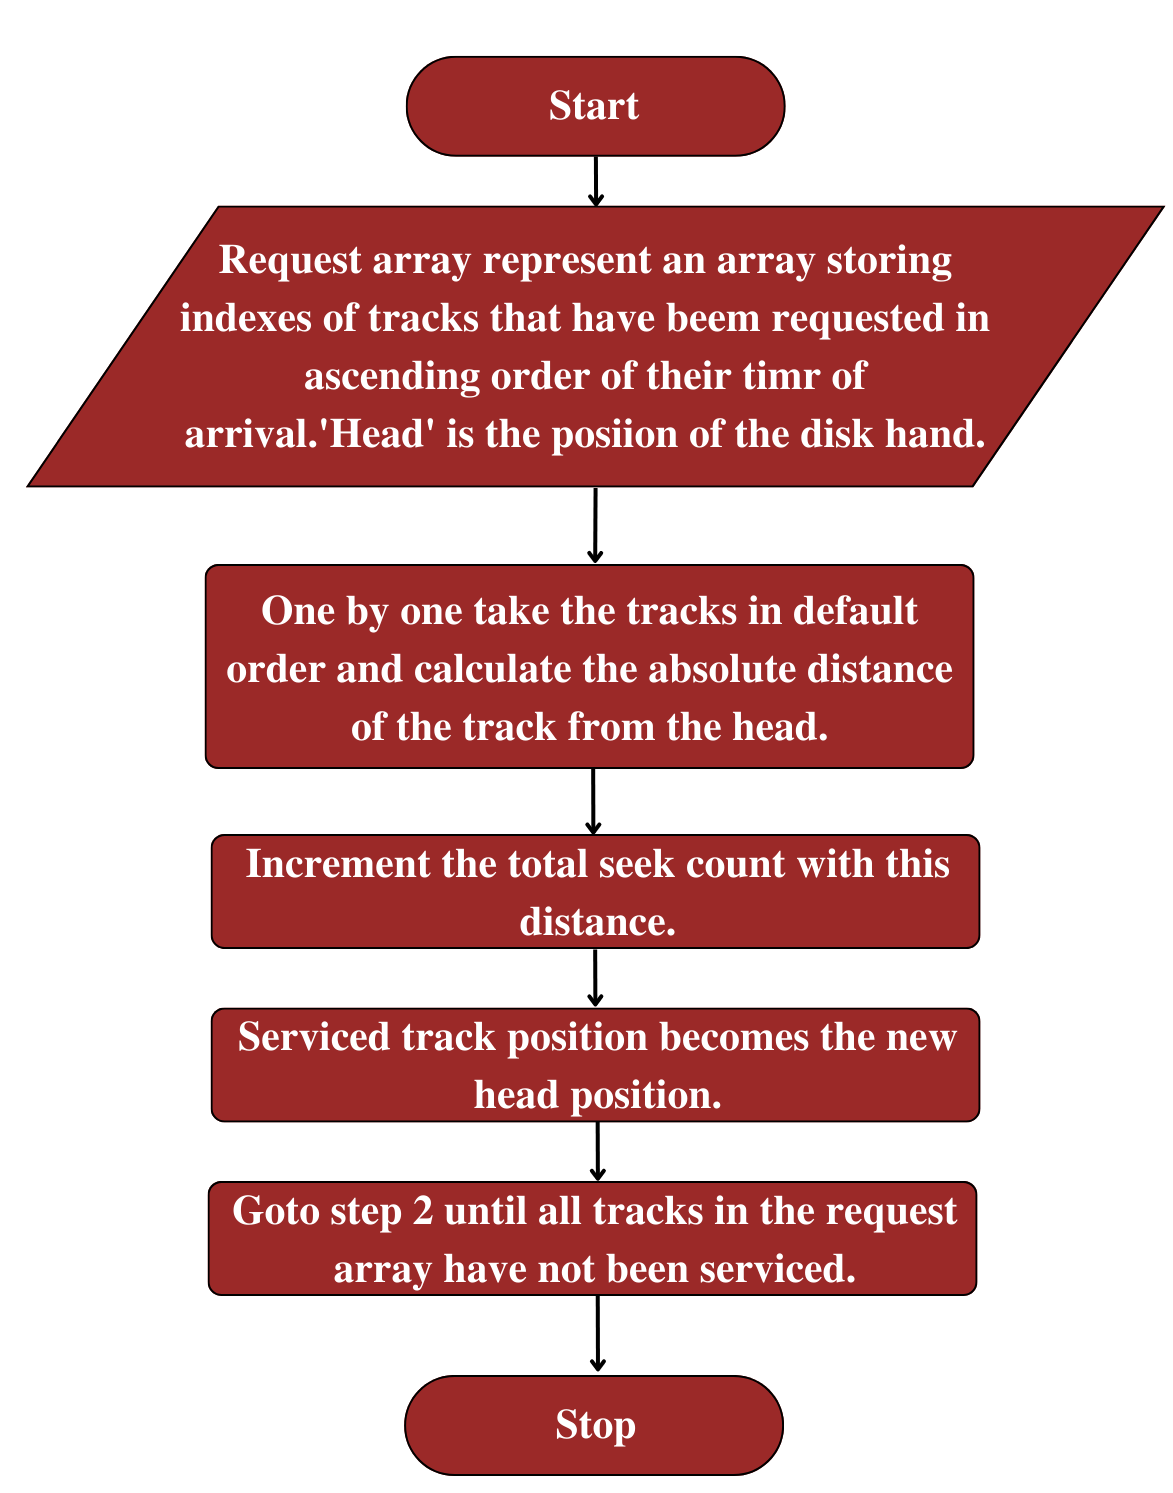 Start
Request array represent an array storing
indexes of tracks that have beem requested in
ascending order of their timr of
arrival.'Head' is the posiion of the disk hand.
One by one take the tracks in default
order and calculate the absolute distance
of the track from the head.
Increment the total seek count with this
distance.
Serviced track position becomes the new
head position.
Goto step 2 until all tracks in the request
array have not been serviced.
Stop